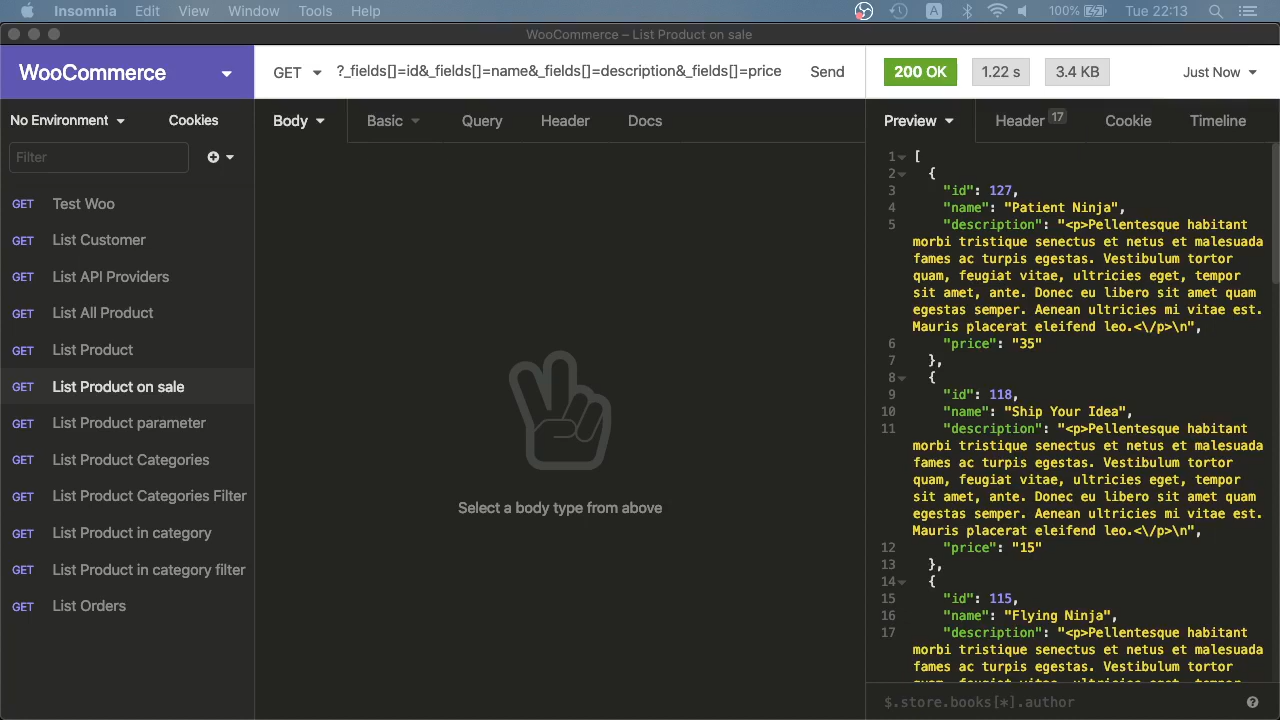 Insomnia Edit View Window Tools Help 100% Tue 22:13
WooCommerce – List Product on sale
WooCommerce
GET ?_fields[]=id&_fields[]=name&_fields[]=description&_fields[]=price Send
200 OK 1.22 s 3.4 KB Just Now
No Environment Cookies
Body Basic Query Header Docs
Preview Header 17 Cookie Timeline
Filter
GET Test Woo
GET List Customer
GET List API Providers
GET List All Product
GET List Product
GET List Product on sale
GET List Product parameter
GET List Product Categories
GET List Product Categories Filter
GET List Product in category
GET List Product in category filter
GET List Orders
Select a body type from above
1 [
2 {
3 "id": 127,
4 "name": "Patient Ninja",
5 "description": "<p>Pellentesque habitant
morbi tristique senectus et netus et malesuada
fames ac turpis egestas. Vestibulum tortor
quam, feugiat vitae, ultricies eget, tempor
sit amet, ante. Donec eu libero sit amet quam
egestas semper. Aenean ultricies mi vitae est.
Mauris placerat eleifend leo.<\/p>\n",
6 "price": "35"
7 },
8 {
9 "id": 118,
10 "name": "Ship Your Idea",
11 "description": "<p>Pellentesque habitant
morbi tristique senectus et netus et malesuada
fames ac turpis egestas. Vestibulum tortor
quam, feugiat vitae, ultricies eget, tempor
sit amet, ante. Donec eu libero sit amet quam
egestas semper. Aenean ultricies mi vitae est.
Mauris placerat eleifend leo.<\/p>\n",
12 "price": "15"
13 },
14 {
15 "id": 115,
16 "name": "Flying Ninja",
17 "description": "<p>Pellentesque habitant
morbi tristique senectus et netus et malesuada
fames ac turpis egestas. Vestibulum tortor
$.store.books[*].author